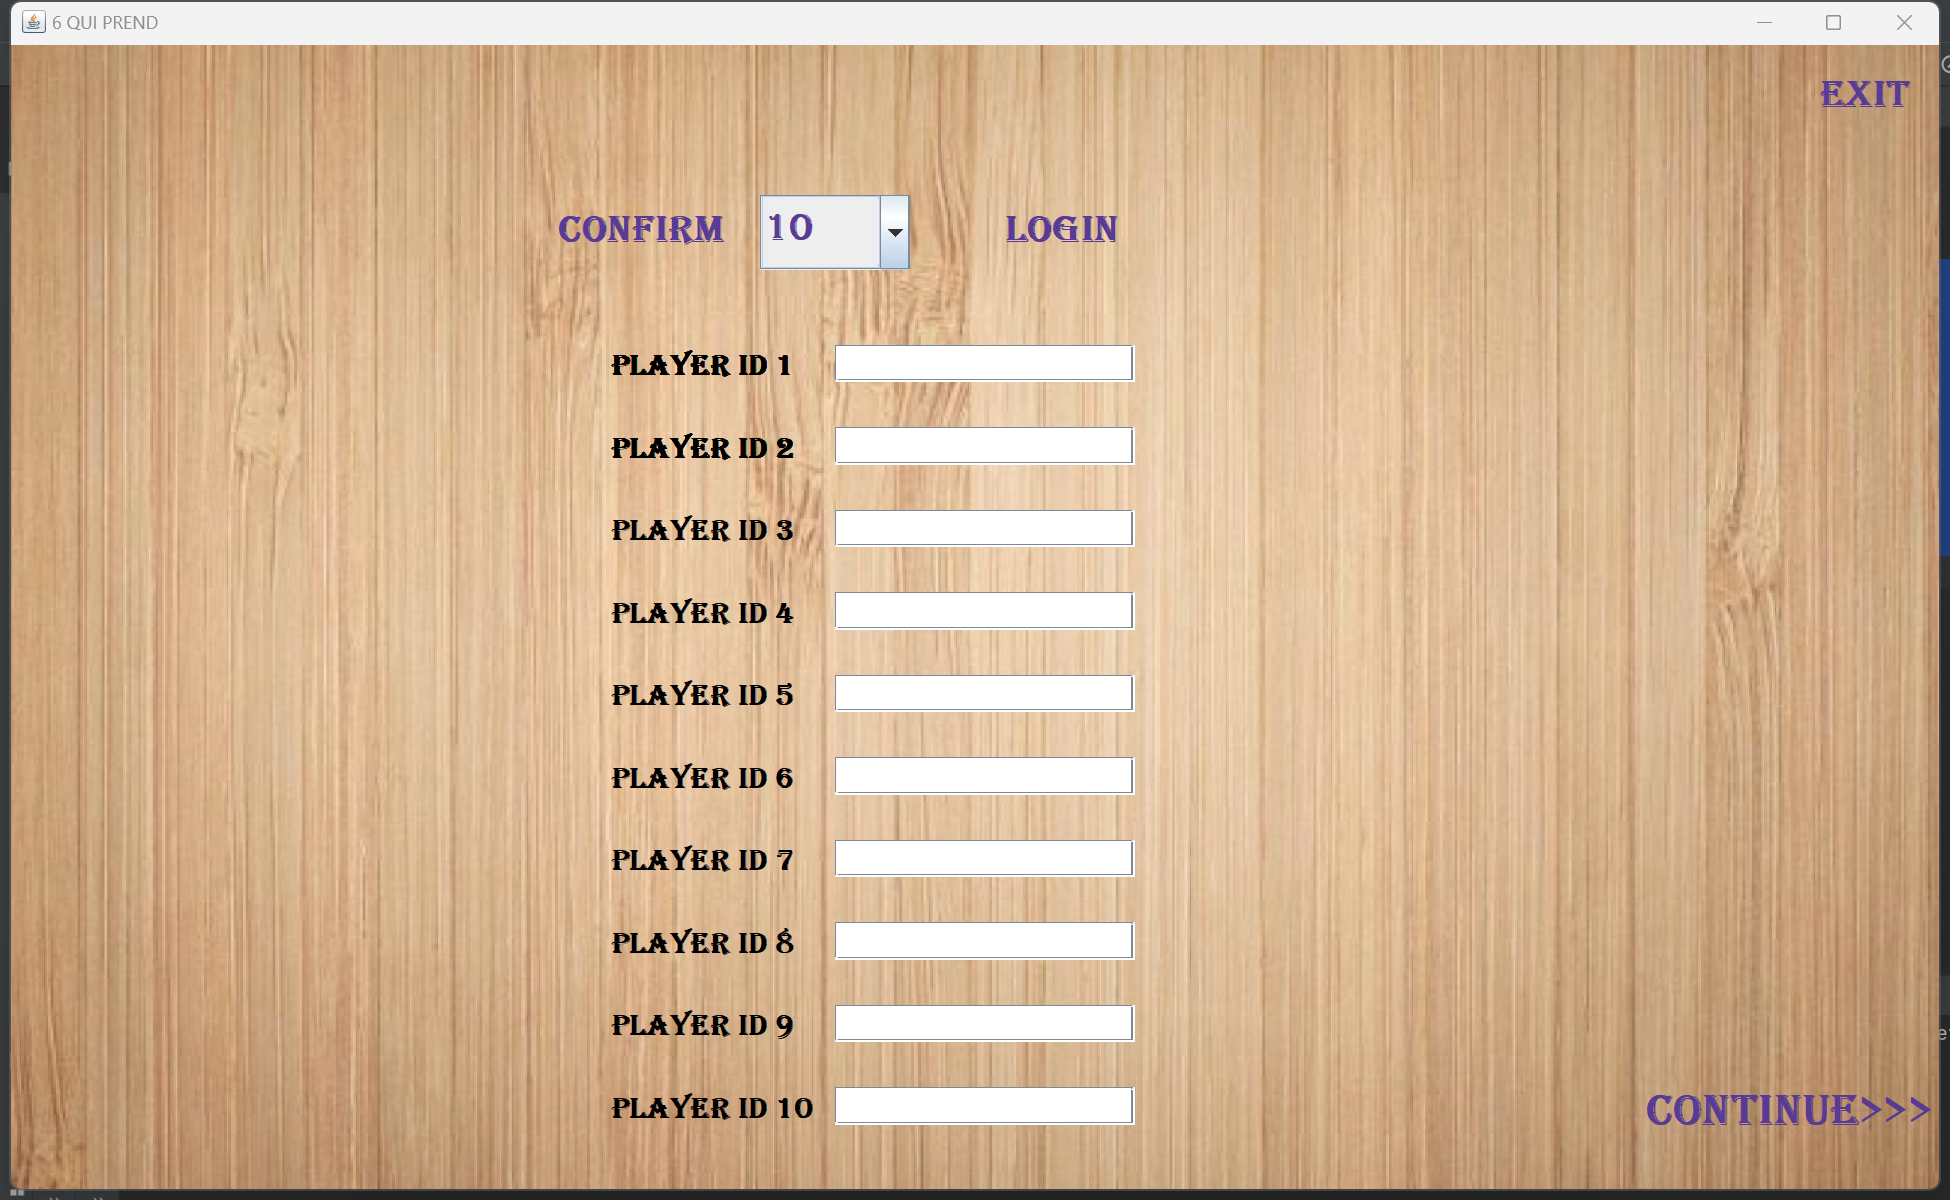 6 QUI PREND
EXIT
CONFIRM 10 LOGIN
PLAYER ID 1
PLAYER ID 2
PLAYER ID 3
PLAYER ID 4
PLAYER ID 5
PLAYER ID 6
PLAYER ID 7
PLAYER ID 8
PLAYER ID 9
PLAYER ID 10
CONTINUE>>>